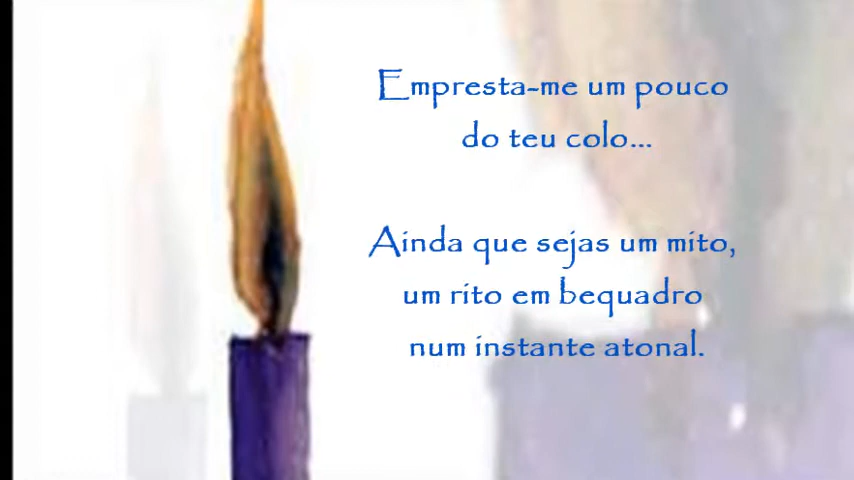 Empresta-me um pouco
do teu colo...
Ainda que sejas um mito,
um rito em bequadro
num instante atonal.